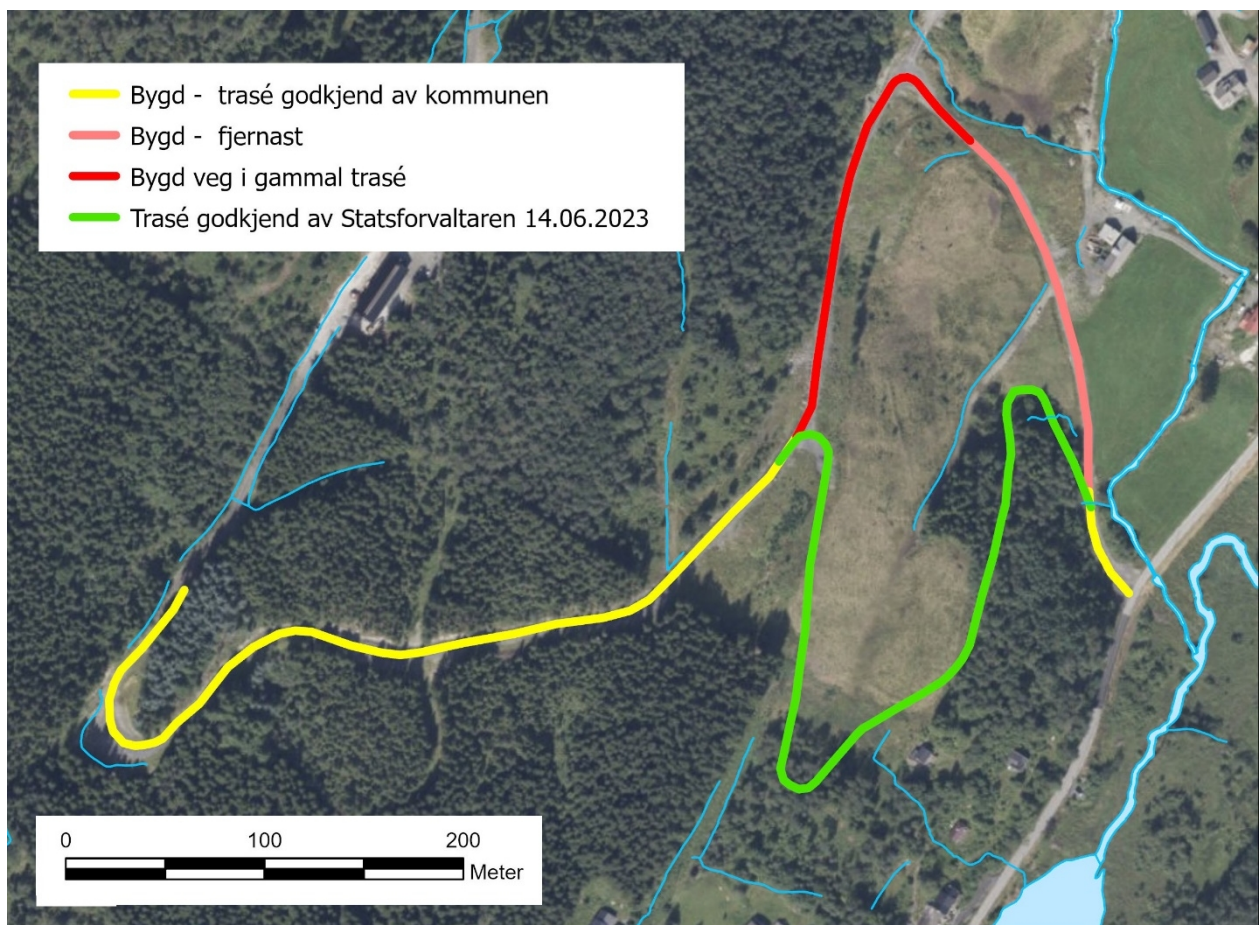 Bygd -  trasé godkjend av kommunen
Bygd -  fjernast
Bygd veg i gammal trasé
Trasé godkjend av Statsforvaltaren 14.06.2023
0 100 200
Meter